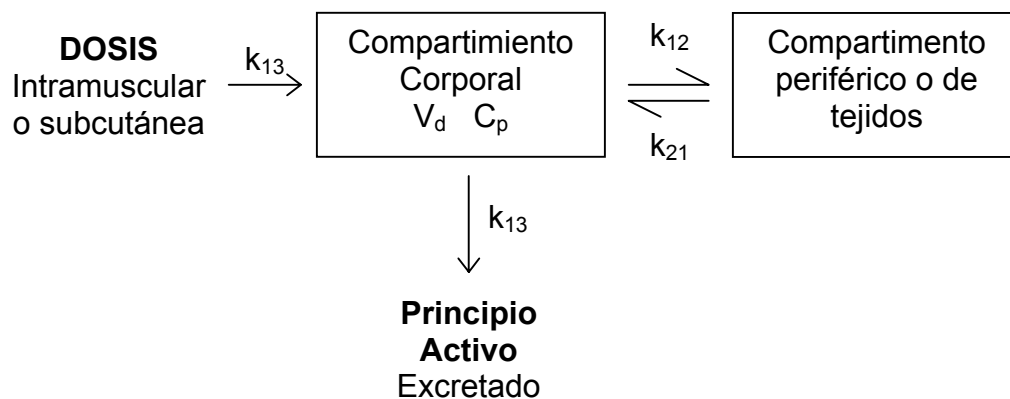 DOSIS
Intramuscular
o subcutánea
k13
Compartimiento
Corporal
Vd Cp
k12
k21
Compartimento
periférico o de
tejidos
k13
Principio
Activo
Excretado